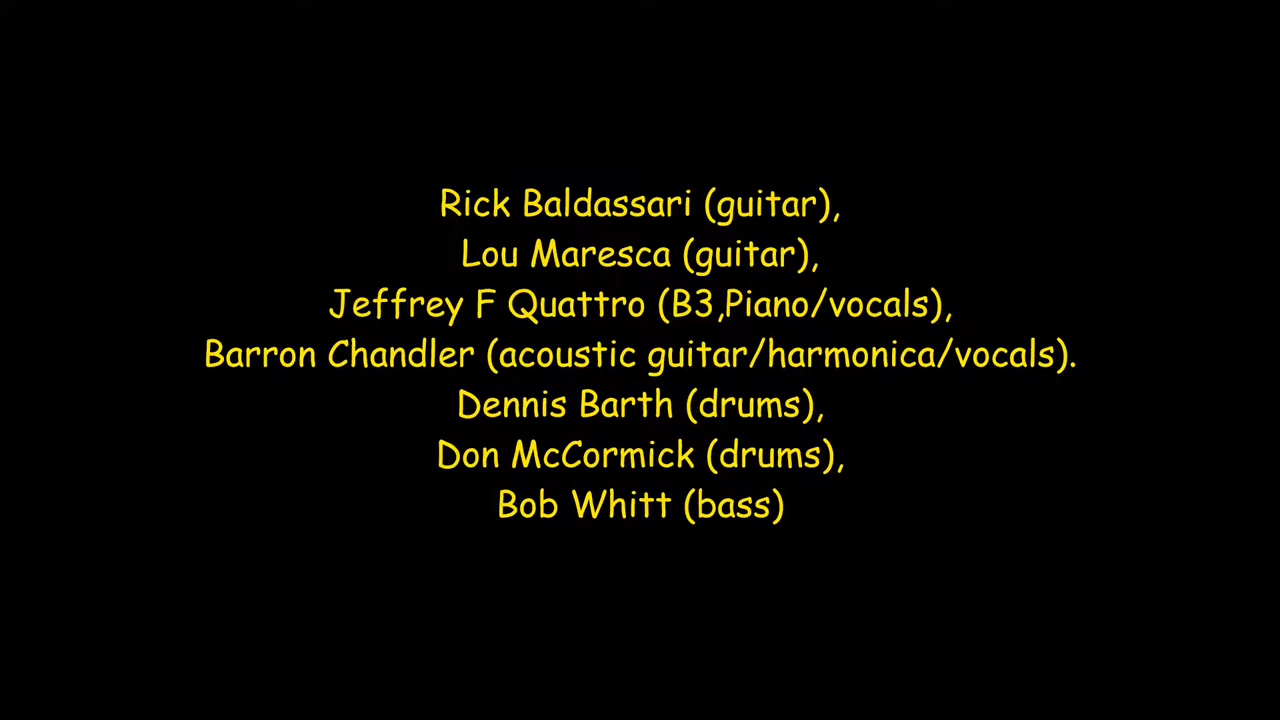 Rick Baldassari (guitar),
Lou Maresca (guitar),
Jeffrey F Quattro (B3,Piano/vocals),
Barron Chandler (acoustic guitar/harmonica/vocals).
Dennis Barth (drums),
Don McCormick (drums),
Bob Whitt (bass)